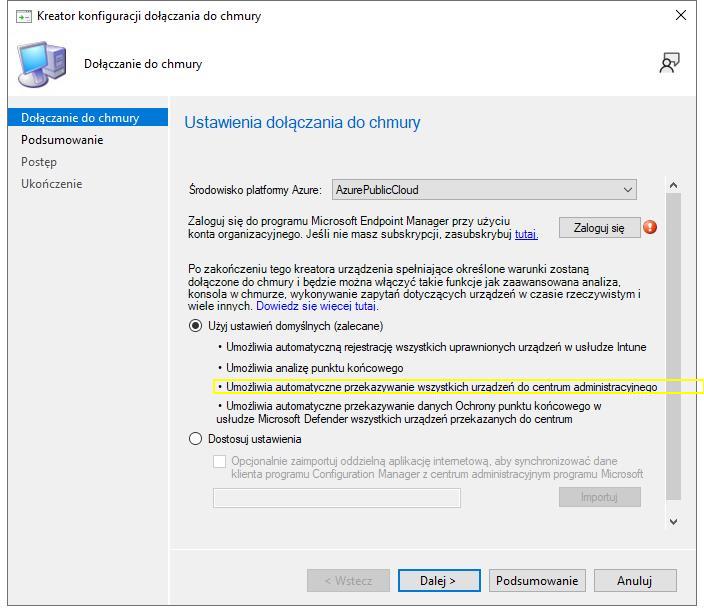 Kreator konfiguracji dołączania do chmury
Dołączanie do chmury
Dołączanie do chmury
Podsumowanie
Postęp
Ukończenie
Ustawienia dołączania do chmury
Środowisko platformy Azure: AzurePublicCloud
Zaloguj się do programu Microsoft Endpoint Manager przy użyciu
konta organizacyjnego. Jeśli nie masz subskrypcji, zasubskrybuj tutaj.
Zaloguj się
Po zakończeniu tego kreatora urządzenia spełniające określone warunki zostaną
dołączone do chmury i będzie można włączyć takie funkcje jak zaawansowana analiza,
konsola w chmurze, wykonywanie zapytań dotyczących urządzeń w czasie rzeczywistym i
wiele innych. Dowiedz się więcej tutaj.
Użyj ustawień domyślnych (zalecane)
• Umożliwia automatyczną rejestrację wszystkich uprawnionych urządzeń w usłudze Intune
• Umożliwia analizę punktu końcowego
• Umożliwia automatyczne przekazywanie wszystkich urządzeń do centrum administracyjnego
• Umożliwia automatyczne przekazywanie danych Ochrony punktu końcowego w
usłudze Microsoft Defender wszystkich urządzeń przekazanych do centrum
Dostosuj ustawienia
Opcjonalnie zaimportuj oddzielną aplikację internetową, aby synchronizować dane
klienta programu Configuration Manager z centrum administracyjnym programu Microsoft
Importuj
< Wstecz
Dalej >
Podsumowanie
Anuluj